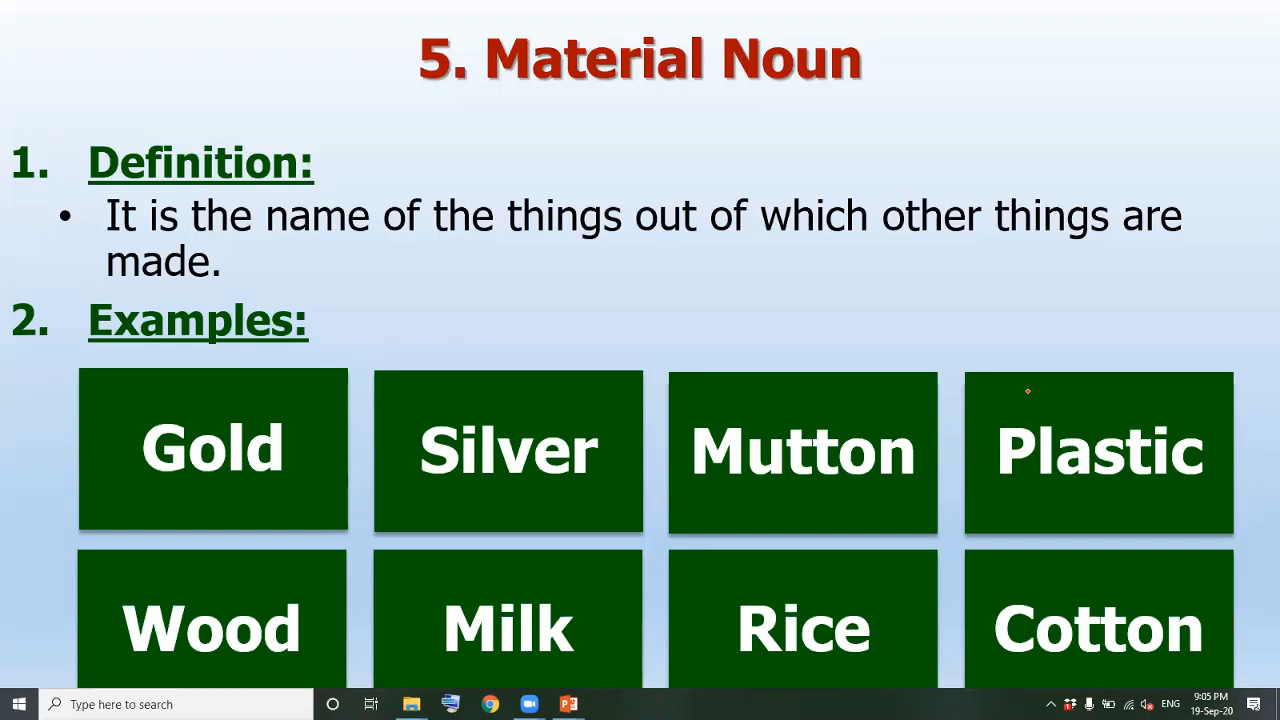 5. Material Noun
1. Definition:
• It is the name of the things out of which other things are
made.
2. Examples:
Gold Silver Mutton Plastic
Wood Milk Rice Cotton
Type here to search
ENG
9:05 PM
19-Sep-20